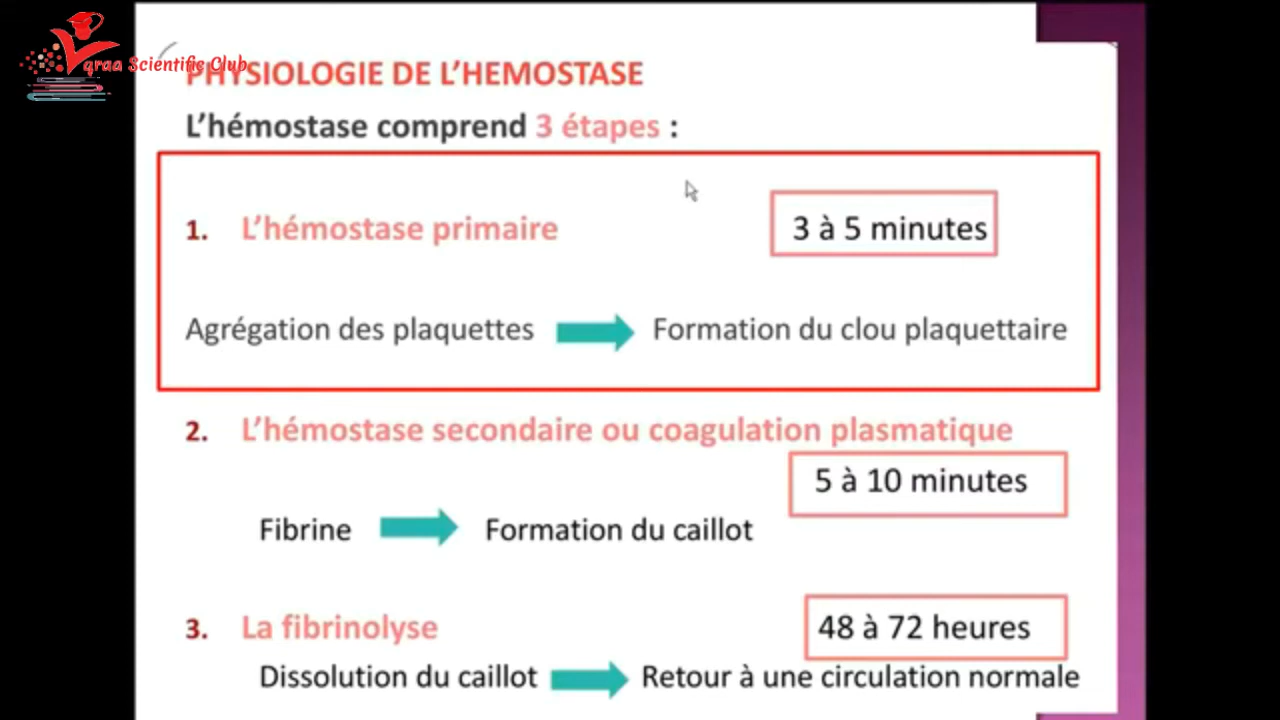 qraa Scientific Club
PHYSIOLOGIE DE L’HEMOSTASE
L’hémostase comprend 3 étapes :
1. L’hémostase primaire
3 à 5 minutes
Agrégation des plaquettes Formation du clou plaquettaire
2. L’hémostase secondaire ou coagulation plasmatique
5 à 10 minutes
Fibrine Formation du caillot
3. La fibrinolyse
48 à 72 heures
Dissolution du caillot Retour à une circulation normale